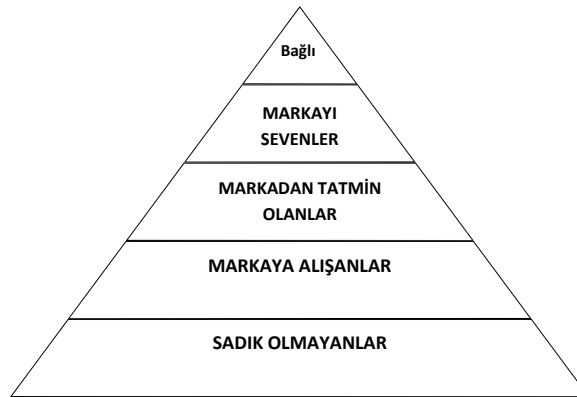 Bağlı
MARKAYI
SEVENLER
MARKADAN TATMİN
OLANLAR
MARKAYA ALIŞANLAR
SADIK OLMAYANLAR